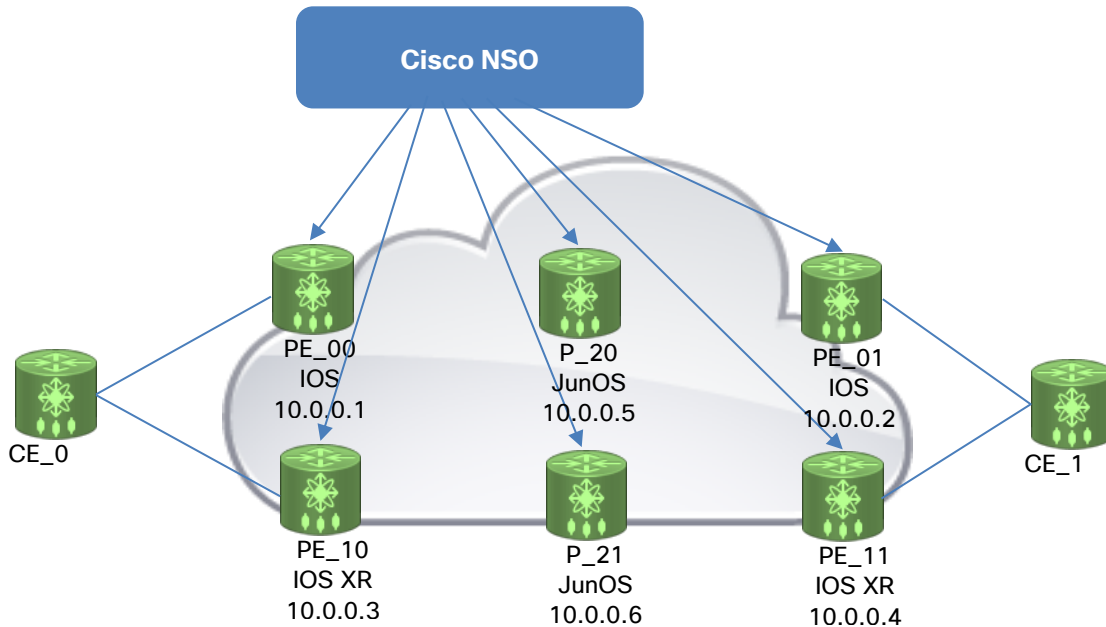 Cisco NSO
PE_00
IOS
10.0.0.1
P_20
JunOS
10.0.0.5
PE_01
IOS
10.0.0.2
CE_0
CE_1
PE_10
IOS XR
10.0.0.3
P_21
JunOS
10.0.0.6
PE_11
IOS XR
10.0.0.4